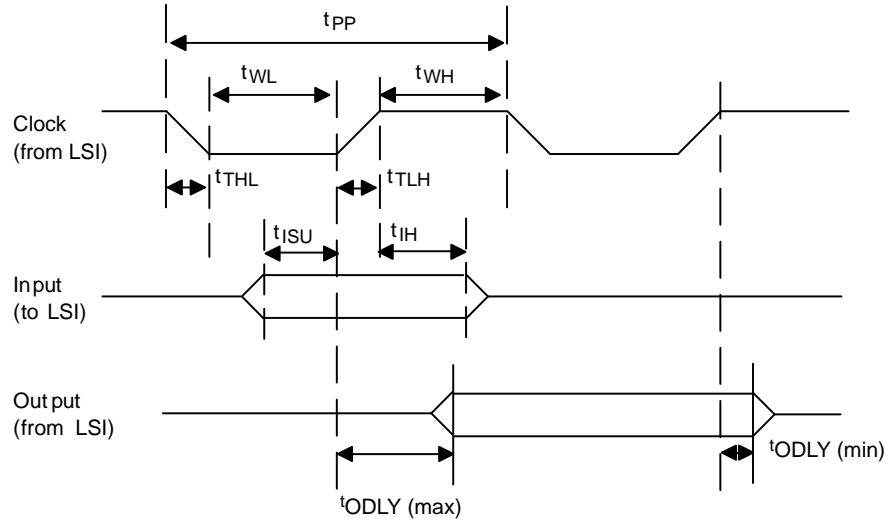 tPP
tWL
tWH
Clock
(from LSI)
tTHL
tTLH
tISU
tIH
Input
(to LSI)
Output
(from LSI)
tODLY (min)
tODLY (max)